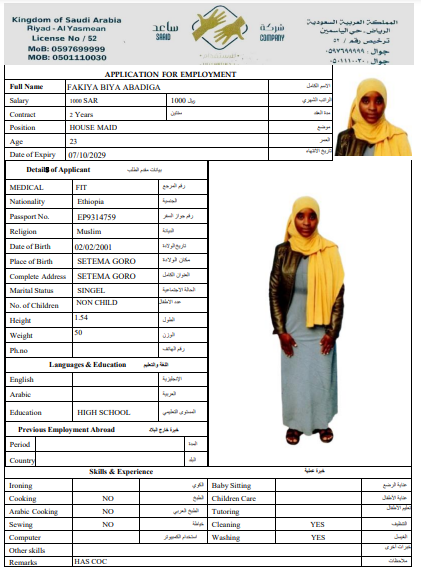 Kingdom of Saudi Arabia
Riyad - Al Yasmean
License No / 52
MoB: 0597699999
MOB: 0501110030
ساعد
SAAID
شركة
COMPANY
المملكة العربية السعودية
الرياض- حي الياسمين
ترخيص رقم / ٥٢
جوال: ٠٥٩٧٦٩٩٩٩٩
جوال: ٠٥٠١١١٠٠٣٠
APPLICATION FOR EMPLOYMENT
Full Name FAKIYA BIYA ABADIGA الاسم الكامل
Salary 1000 SAR 1000 ريال الراتب الشهري
Contract 2 Years سنتين مدة العقد
Position HOUSE MAID موضع
Age 23 العمر
Date of Expiry 07/10/2029 تاريخ الانتهاء
Details of Applicant بيانات مقدم الطلب
MEDICAL FIT رقم المرجع
Nationality Ethiopia الجنسية
Passport No. EP9314759 رقم جواز السفر
Religion Muslim الديانة
Date of Birth 02/02/2001 تاريخ الولادة
Place of Birth SETEMA GORO مكان الولادة
Complete Address SETEMA GORO العنوان الكامل
Marital Status SINGEL الحالة الاجتماعية
No. of Children NON CHILD عدد الاطفال
Height 1.54 الطول
Weight 50 الوزن
Ph.no رقم الهاتف
Languages & Education اللغة والتعليم
English الإنجليزية
Arabic العربية
Education HIGH SCHOOL المستوى التعليمي
Previous Employment Abroad خبرة خارج البلاد
Period المدة
Country البلد
Skills & Experience خبرة عملية
Ironing الكوي Baby Sitting عناية الرضع
Cooking NO الطبخ Children Care عناية الأطفال
Arabic Cooking NO الطبخ العربي Tutoring تعليم الأطفال
Sewing NO خياطة Cleaning YES التنظيف
Computer استخدام الكمبيوتر Washing YES الغسيل
Other skills خبرات أخرى
Remarks HAS COC ملاحظات